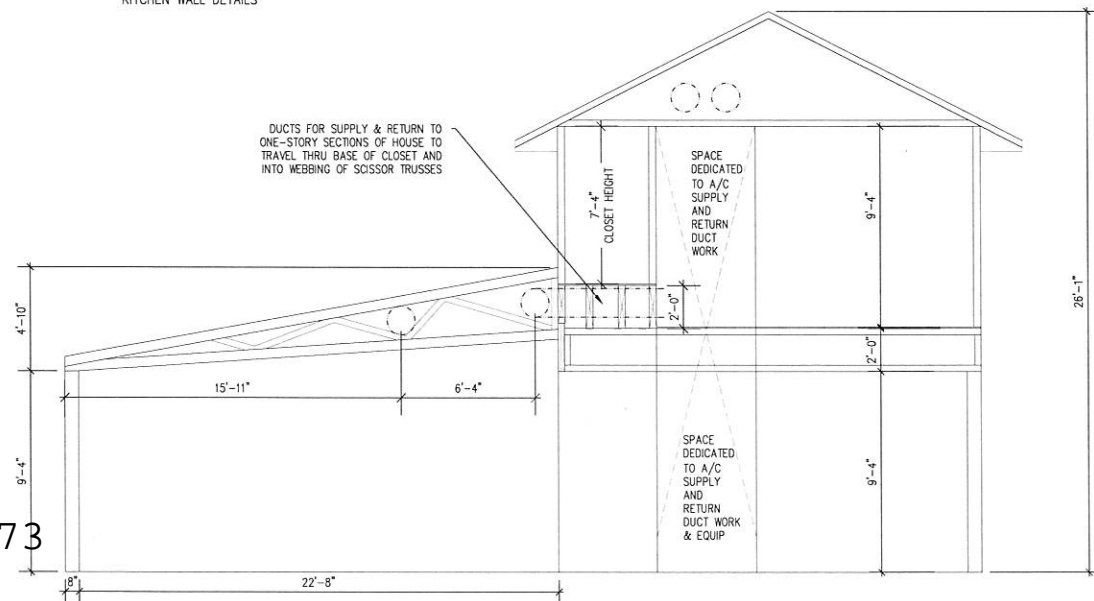 KITCHEN WALL DETAILS
DUCTS FOR SUPPLY & RETURN TO
ONE-STORY SECTIONS OF HOUSE TO
TRAVEL THRU BASE OF CLOSET AND
INTO WEBBING OF SCISSOR TRUSSES
SPACE
DEDICATED
TO A/C
SUPPLY
AND
RETURN
DUCT
WORK
7'-4"
CLOSET HEIGHT
9'-4"
26'-1"
4'-10"
2'-0"
2'-0"
15'-11"
6'-4"
9'-4"
SPACE
DEDICATED
TO A/C
SUPPLY
AND
RETURN
DUCT WORK
& EQUIP
9'-4"
73
8"
22'-8"